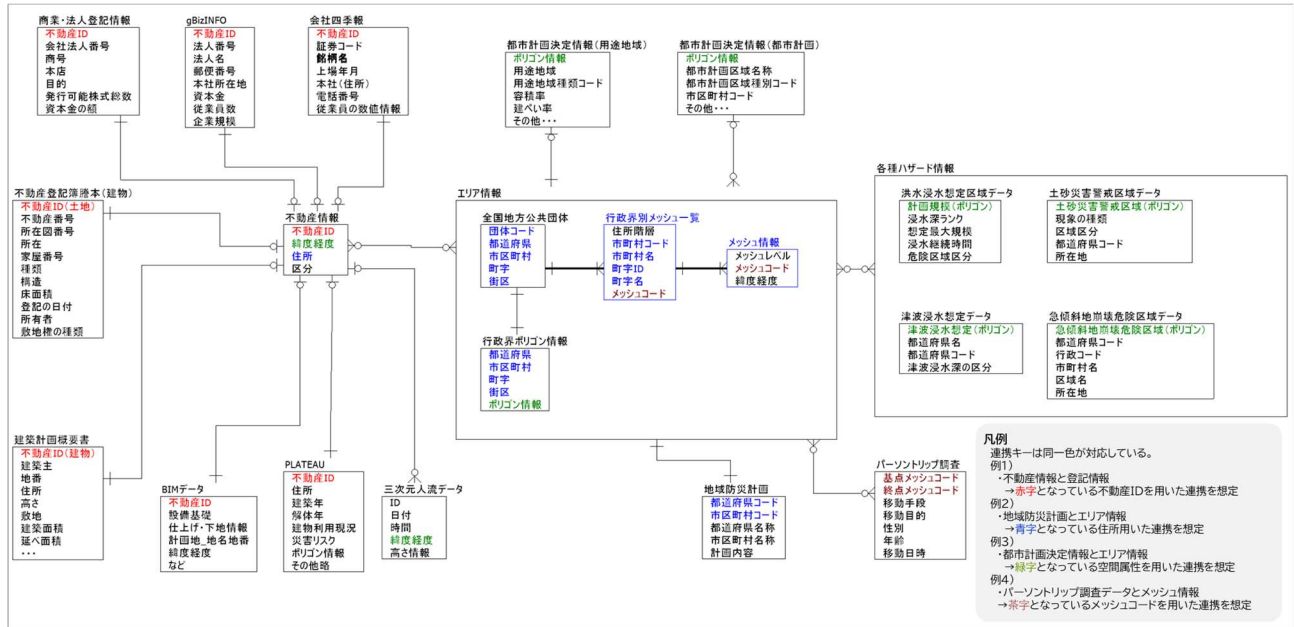 商業・法人登記情報
不動産ID
会社法人番号
商号
本店
目的
発行可能株式総数
資本金の額
gBizINFO
不動産ID
法人番号
法人名
郵便番号
本社所在地
資本金
従業員数
企業規模
会社四季報
不動産ID
証券コード
銘柄名
上場年月
本社(住所)
電話番号
従業員の数値情報
都市計画決定情報(用途地域)
ポリゴン情報
用途地域
用途地域種類コード
容積率
建ぺい率
その他・・・
都市計画決定情報(都市計画)
ポリゴン情報
都市計画区域名称
都市計画区域種別コード
市区町村コード
その他・・・
不動産登記簿謄本(建物)
不動産ID(土地)
不動産番号
所在図番号
所在
家屋番号
種類
構造
床面積
登記の日付
所有者
敷地権の種類
不動産情報
不動産ID
緯度経度
住所
区分
エリア情報
全国地方公共団体
団体コード
都道府県
市区町村
町字
街区
行政界別メッシュ一覧
住所階層
市町村コード
市町村名
町字ID
町字名
メッシュコード
メッシュ情報
メッシュレベル
メッシュコード
緯度経度
行政界ポリゴン情報
都道府県
市区町村
町字
街区
ポリゴン情報
各種ハザード情報
洪水浸水想定区域データ
計画規模(ポリゴン)
浸水深ランク
想定最大規模
浸水継続時間
危険区域区分
土砂災害警戒区域データ
土砂災害警戒区域(ポリゴン)
現象の種類
区域区分
都道府県コード
所在地
津波浸水想定データ
津波浸水想定(ポリゴン)
都道府県名
都道府県コード
津波浸水深の区分
急傾斜地崩壊危険区域データ
急傾斜地崩壊危険区域(ポリゴン)
都道府県コード
行政コード
市町村名
区域名
所在地
建築計画概要書
不動産ID(建物)
建築主
地番
住所
高さ
敷地
建築面積
延べ面積
・・・
BIMデータ
不動産ID
設備基礎
仕上げ・下地情報
計画地_地名地番
緯度経度
など
PLATEAU
不動産ID
住所
建築年
解体年
建物利用現況
災害リスク
ポリゴン情報
その他略
三次元人流データ
ID
日付
時間
緯度経度
高さ情報
地域防災計画
都道府県コード
市区町村コード
都道府県名称
市区町村名称
計画内容
パーソントリップ調査
基点メッシュコード
終点メッシュコード
移動手段
移動目的
性別
年齢
移動日時
凡例
連携キーは同一色が対応している。
例1)
・不動産情報と登記情報
→赤字となっている不動産IDを用いた連携を想定
例2)
・地域防災計画とエリア情報
→青字となっている住所用いた連携を想定
例3)
・都市計画決定情報とエリア情報
→緑字となっている空間属性を用いた連携を想定
例4)
・パーソントリップ調査データとメッシュ情報
→茶字となっているメッシュコードを用いた連携を想定